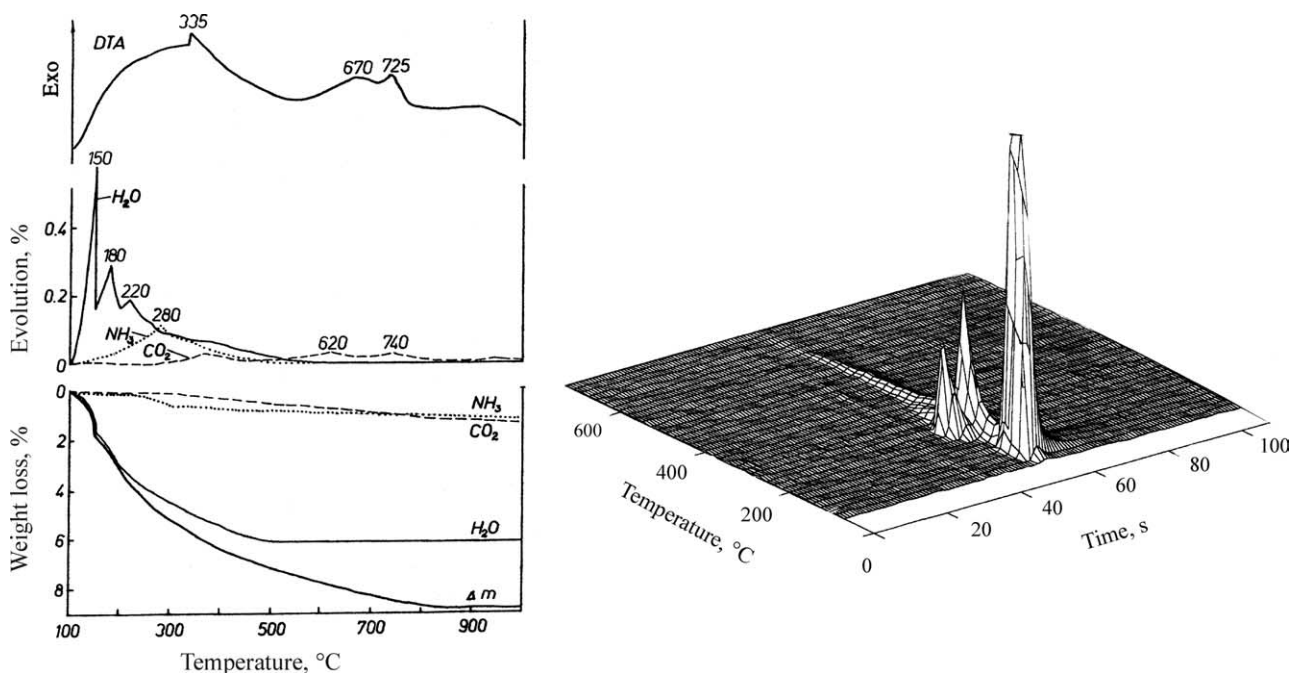 335
DTA
670 725
Exo
150
H₂O
0.4
180
0.2
220
280
NH₃
CO₂
620
740
0
Evolution, %
0
NH₃
CO₂
2
4
6
H₂O
8
Δm
Weight loss, %
100 300 500 700 900
Temperature, °C
600
400
200
0
Temperature, °C
20
40
60
80
100
Time, s